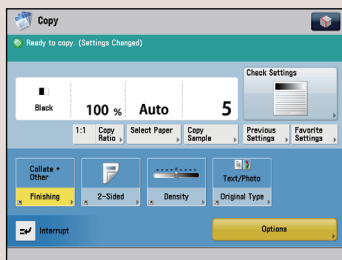 Copy
Ready to copy. (Settings Changed)
Check Settings
Black
100 %
Auto
5
1:1
Copy
Ratio
Select Paper
Copy
Sample
Previous
Settings
Favorite
Settings
Collate +
Other
Text/Photo
Finishing
2-Sided
Density
Original Type
Interrupt
Options